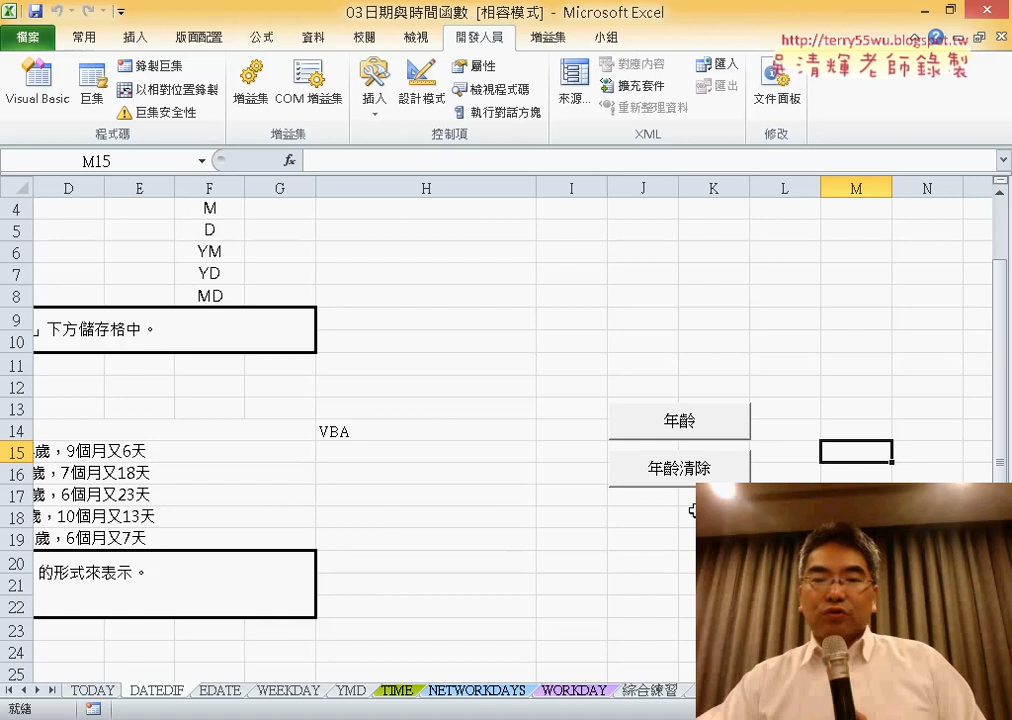 03日期與時間函數 [相容模式] - Microsoft Excel
檔案 常用 插入 版面配置 公式 資料 校閱 檢視 開發人員 增益集 小組
http://terry55wu.blogspot.tw
吳清輝老師錄製
Visual Basic 巨集 錄製巨集 以相對位置錄製 巨集安全性
增益集 COM 增益集
插入 設計模式 屬性 檢視程式碼 執行對話方塊
來源... 對應內容 擴充套件 重新整理資料 匯入 匯出
文件面板
程式碼 增益集 控制項 XML 修改
M15 fx
D E F G H I J K L M N
4 M
5 D
6 YM
7 YD
8 MD
9 」下方儲存格中。
10
11
12
13 年齡
14 VBA
15 歲，9個月又6天
16 歲，7個月又18天 年齡清除
17 歲，6個月又23天
18 歲，10個月又13天
19 歲，6個月又7天
20 的形式來表示。
21
22
23
24
25
TODAY DATEDIF EDATE WEEKDAY YMD TIME NETWORKDAYS WORKDAY 綜合練習
就緒